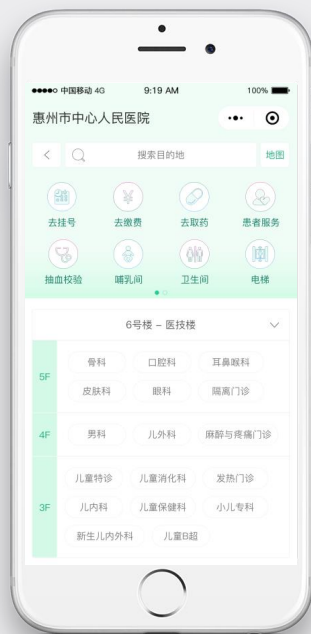 中国移动 4G 9:19 AM 100%
惠州市中心人民医院
搜索目的地 地图
去挂号 去缴费 去取药 患者服务
抽血校验 哺乳间 卫生间 电梯
6号楼 – 医技楼
骨科 口腔科 耳鼻喉科
5F
皮肤科 眼科 隔离门诊
4F 男科 儿外科 麻醉与疼痛门诊
儿童特诊 儿童消化科 发热门诊
3F 儿内科 儿童保健科 小儿专科
新生儿内外科 儿童B超